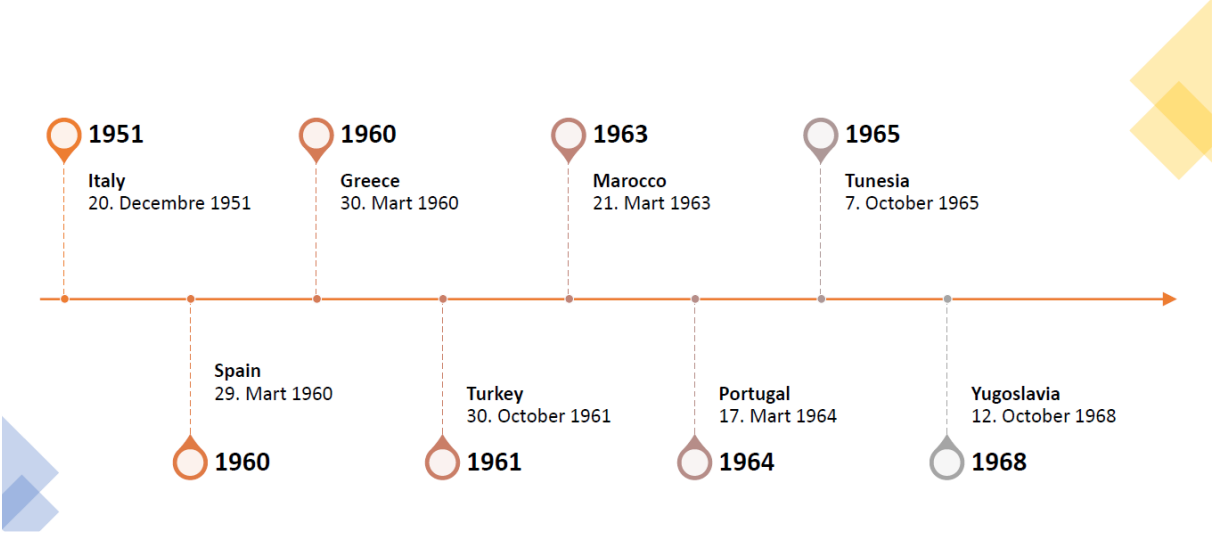 1951
Italy
20. Decembre 1951
1960
Spain
29. Mart 1960
1960
Greece
30. Mart 1960
1961
Turkey
30. October 1961
1963
Marocco
21. Mart 1963
1964
Portugal
17. Mart 1964
1965
Tunesia
7. October 1965
1968
Yugoslavia
12. October 1968